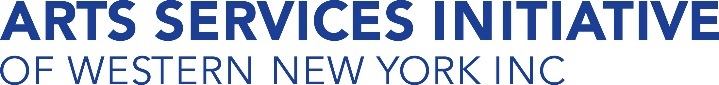 ARTS SERVICES INITIATIVE
OF WESTERN NEW YORK INC